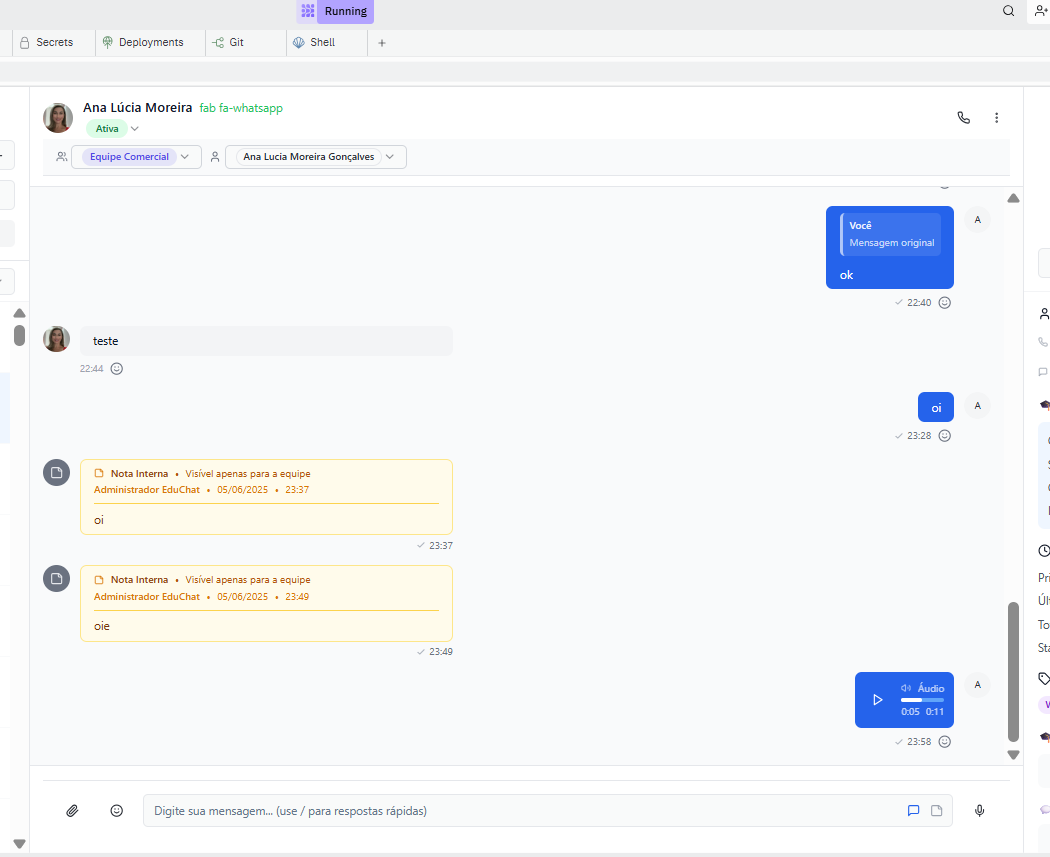 Running
Secrets
Deployments
Git
Shell
Ana Lúcia Moreira fab fa-whatsapp
Ativa
Equipe Comercial
Ana Lucia Moreira Gonçalves
Você
Mensagem original
ok
A
22:40
teste
22:44
oi
A
23:28
Nota Interna • Visível apenas para a equipe
Administrador EduChat • 05/06/2025 • 23:37
oi
23:37
Nota Interna • Visível apenas para a equipe
Administrador EduChat • 05/06/2025 • 23:49
oie
23:49
Áudio
0:05 0:11
A
23:58
Digite sua mensagem... (use / para respostas rápidas)
Pri
Últ
To
Sta